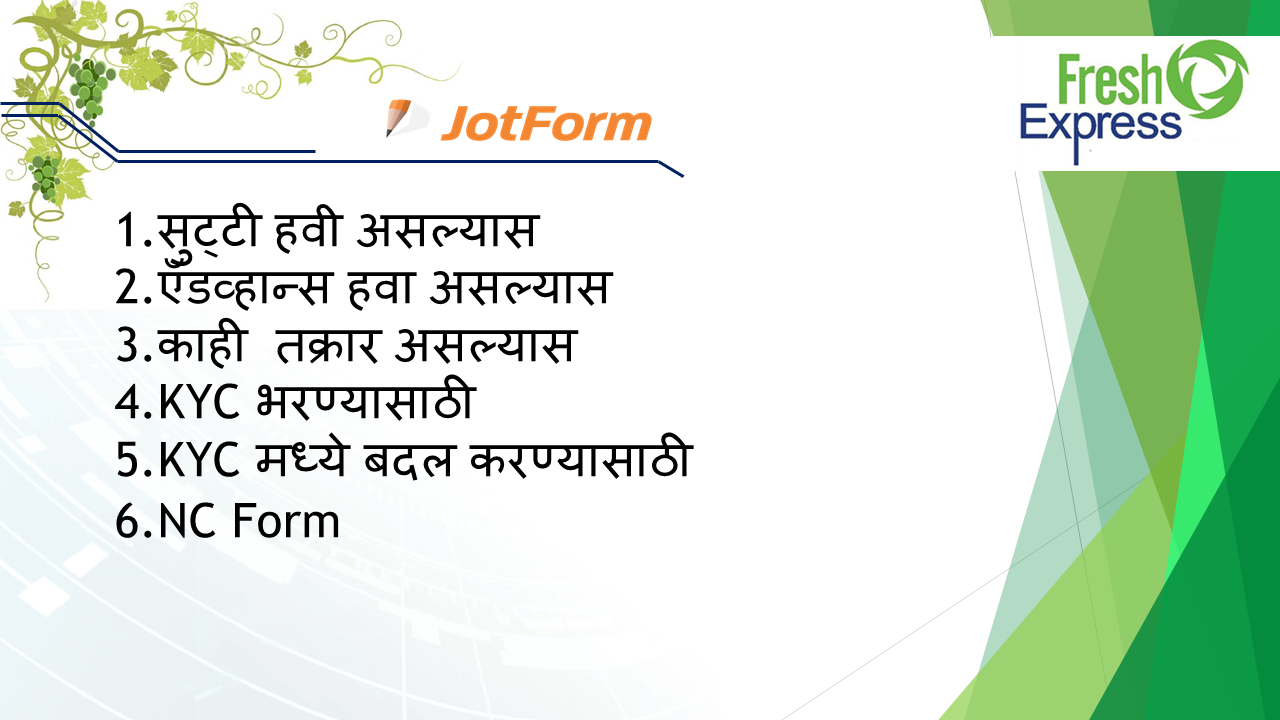 JotForm
Fresh
Express
1.सुट्टी हवी असल्यास
2.ऍडव्हान्स हवा असल्यास
3.काही तक्रार असल्यास
4.KYC भरण्यासाठी
5.KYC मध्ये बदल करण्यासाठी
6.NC Form